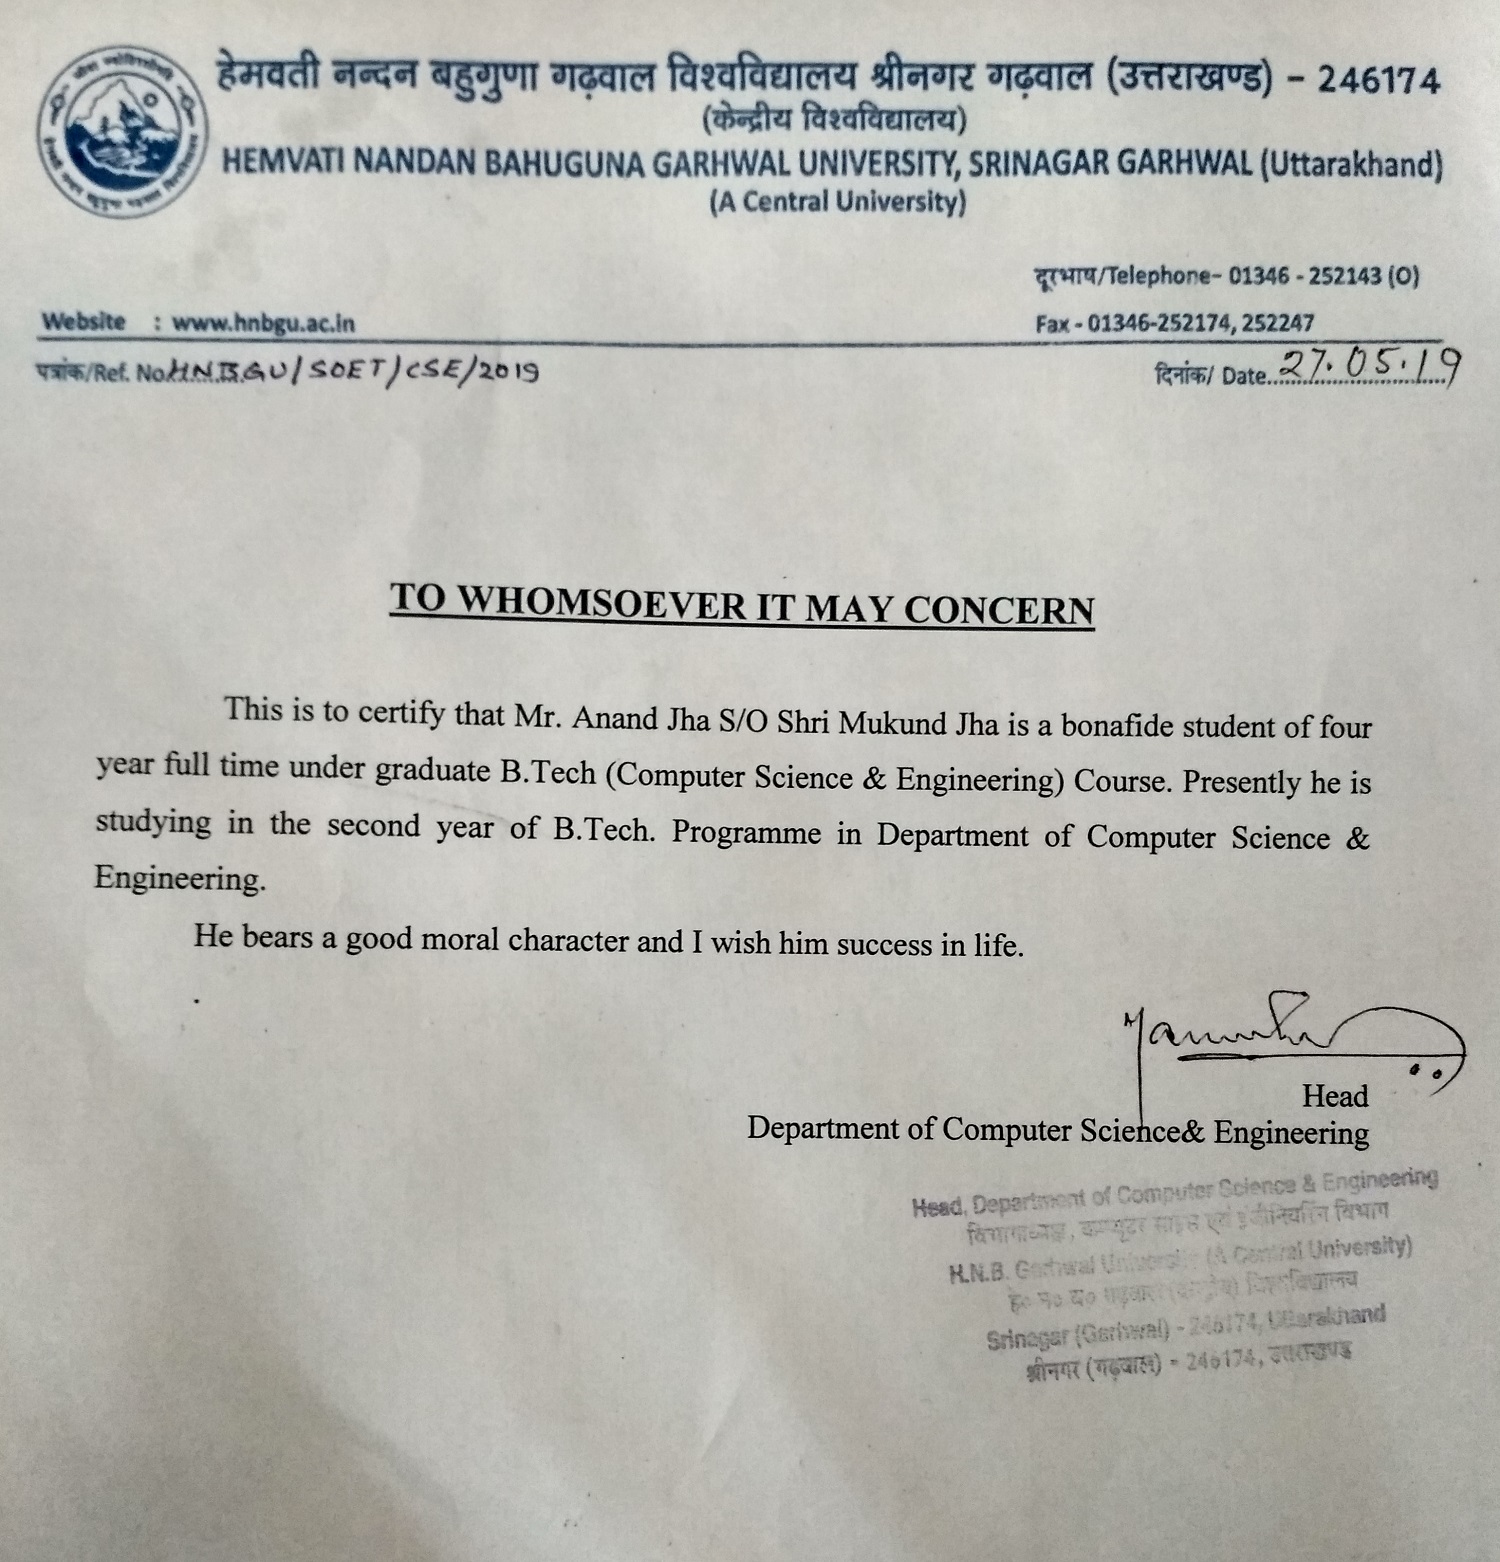 हेमवती नन्दन बहुगुणा गढ़वाल विश्वविद्यालय श्रीनगर गढ़वाल (उत्तराखण्ड) - 246174
(केन्द्रीय विश्वविद्यालय)
HEMVATI NANDAN BAHUGUNA GARHWAL UNIVERSITY, SRINAGAR GARHWAL (Uttarakhand)
(A Central University)
दूरभाष/Telephone- 01346 - 252143 (O)
Website : www.hnbgu.ac.in
Fax - 01346-252174, 252247
पत्रांक/Ref. No. HNBGU/SOET/CSE/2019
दिनांक/ Date 27.05.19
TO WHOMSOEVER IT MAY CONCERN
This is to certify that Mr. Anand Jha S/O Shri Mukund Jha is a bonafide student of four
year full time under graduate B.Tech (Computer Science & Engineering) Course. Presently he is
studying in the second year of B.Tech. Programme in Department of Computer Science &
Engineering.
He bears a good moral character and I wish him success in life.
Head
Department of Computer Science& Engineering
Head, Department of Computer Science & Engineering
विभागाध्यक्ष, कम्प्यूटर साइंस एवं इंजीनियरिंग विभाग
H.N.B. Garhwal University (A Central University)
हे० न० ब० गढ़वाल (केन्द्रीय) विश्वविद्यालय
Srinagar (Garhwal) - 246174, Uttarakhand
श्रीनगर (गढ़वाल) - 246174, उत्तराखण्ड